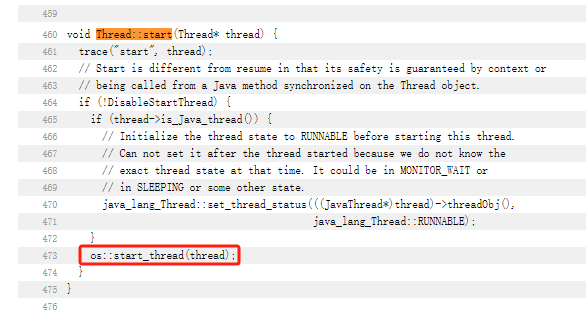 459
460 void Thread::start(Thread* thread) {
461   trace("start", thread);
462   // Start is different from resume in that its safety is guaranteed by context or
463   // being called from a Java method synchronized on the Thread object.
464   if (!DisableStartThread) {
465     if (thread->is_Java_thread()) {
466       // Initialize the thread state to RUNNABLE before starting this thread.
467       // Can not set it after the thread started because we do not know the
468       // exact thread state at that time. It could be in MONITOR_WAIT or
469       // in SLEEPING or some other state.
470       java_lang_Thread::set_thread_status(((JavaThread*)thread)->threadObj(),
471                                           java_lang_Thread::RUNNABLE);
472     }
473     os::start_thread(thread);
474   }
475 }
476